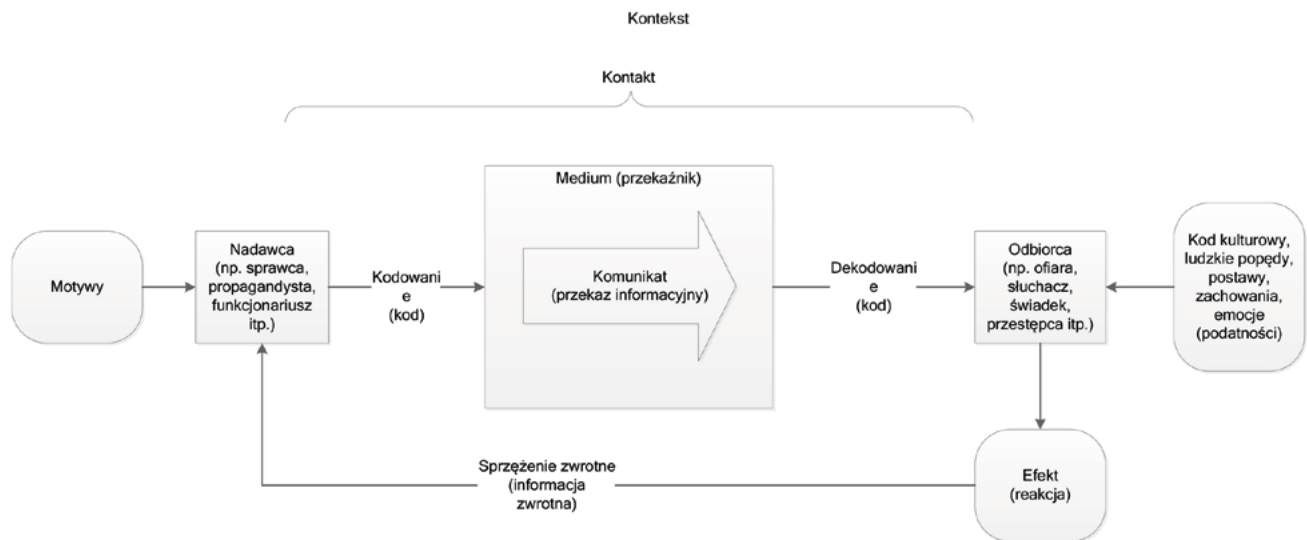 Kontekst
Kontakt
Medium (przekaźnik)
Motywy
Nadawca
(np. sprawca,
propagandysta,
funkcjonariusz
itp.)
Kodowani
e
(kod)
Komunikat
(przekaz informacyjny)
Dekodowani
e
(kod)
Odbiorca
(np. ofiara,
słuchacz,
świadek,
przestępca itp.)
Kod kulturowy,
ludzkie popędy,
postawy,
zachowania,
emocje
(podatności)
Sprzężenie zwrotne
(informacja
zwrotna)
Efekt
(reakcja)